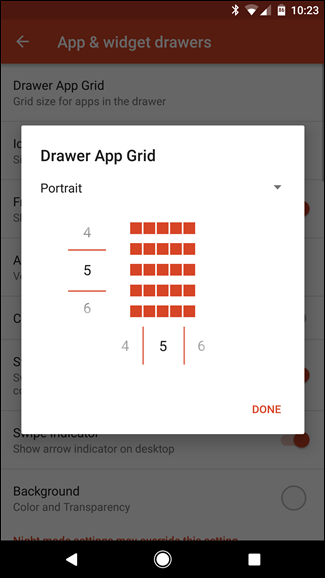 10:23
App & widget drawers
Drawer App Grid
Grid size for apps in the drawer
Drawer App Grid
Portrait
4
5
6
4 5 6
DONE
Swipe indicator
Show arrow indicator on desktop
Background
Color and Transparency
Night mode settings may override this setting